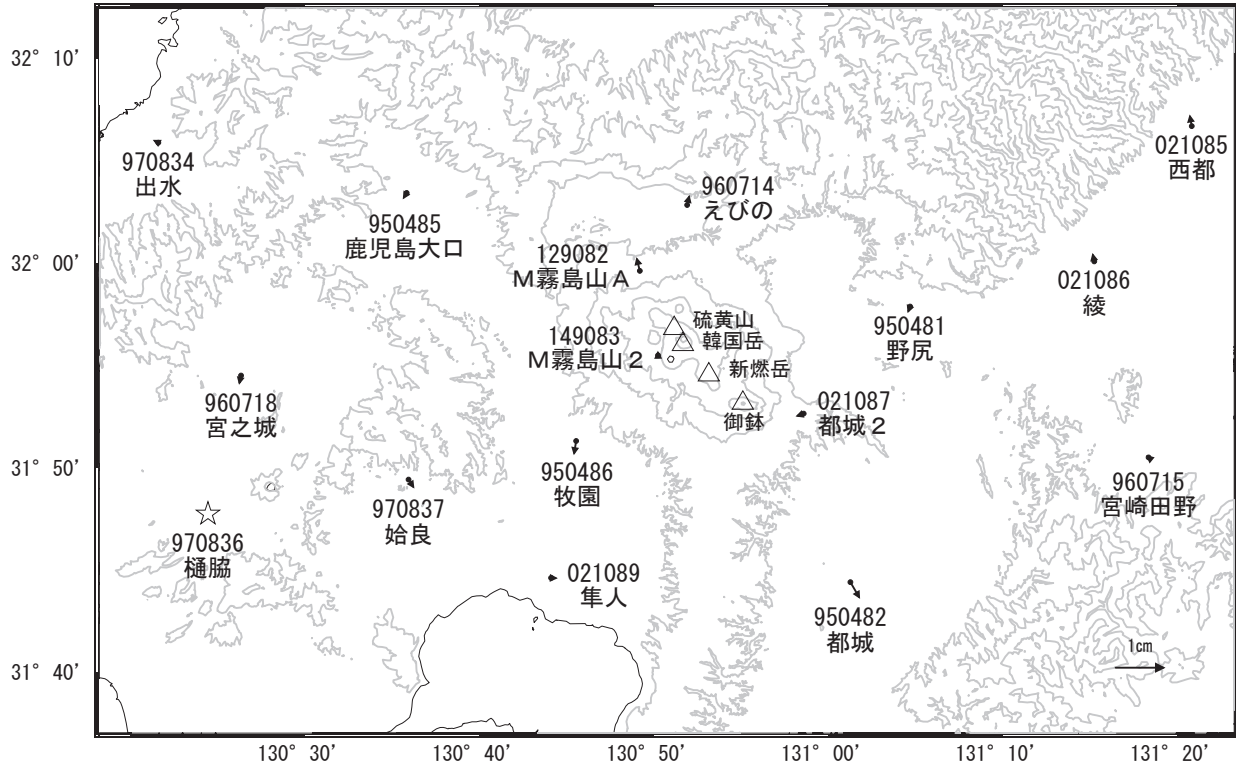 32° 10′
32° 00′
31° 50′
31° 40′
970834
出水
950485
鹿児島大口
960714
えびの
021085
西都
129082
M霧島山A
021086
綾
149083
M霧島山2
硫黄山
韓国岳
新燃岳
御鉢
950481
野尻
021087
都城2
960718
宮之城
950486
牧園
960715
宮崎田野
970837
姶良
970836
樋脇
021089
隼人
950482
都城
1cm
130° 30′
130° 40′
130° 50′
131° 00′
131° 10′
131° 20′